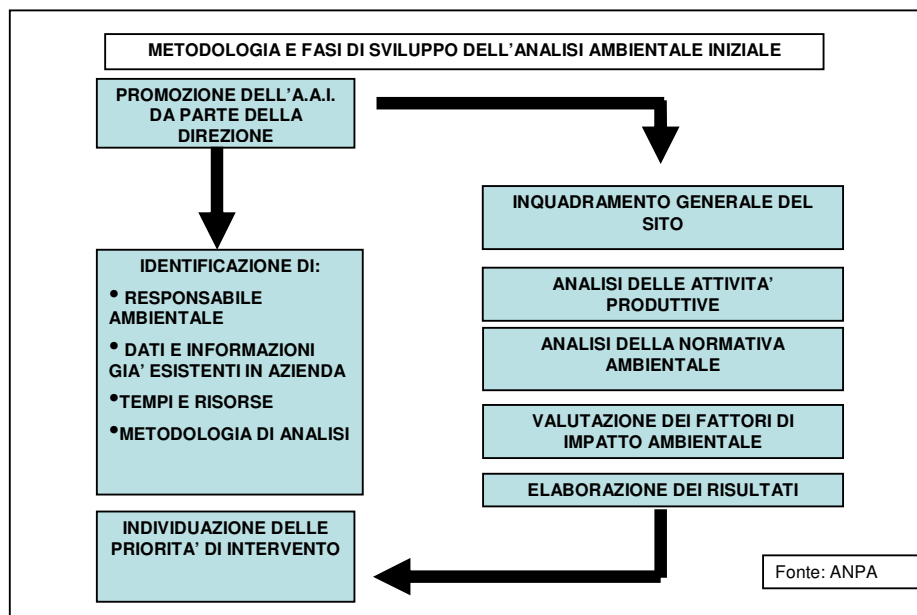 METODOLOGIA E FASI DI SVILUPPO DELL'ANALISI AMBIENTALE INIZIALE
PROMOZIONE DELL'A.A.I.
DA PARTE DELLA
DIREZIONE
IDENTIFICAZIONE DI:
• RESPONSABILE
AMBIENTALE
• DATI E INFORMAZIONI
GIA' ESISTENTI IN AZIENDA
•TEMPI E RISORSE
•METODOLOGIA DI ANALISI
INDIVIDUAZIONE DELLE
PRIORITA' DI INTERVENTO
INQUADRAMENTO GENERALE DEL
SITO
ANALISI DELLE ATTIVITA'
PRODUTTIVE
ANALISI DELLA NORMATIVA
AMBIENTALE
VALUTAZIONE DEI FATTORI DI
IMPATTO AMBIENTALE
ELABORAZIONE DEI RISULTATI
Fonte: ANPA